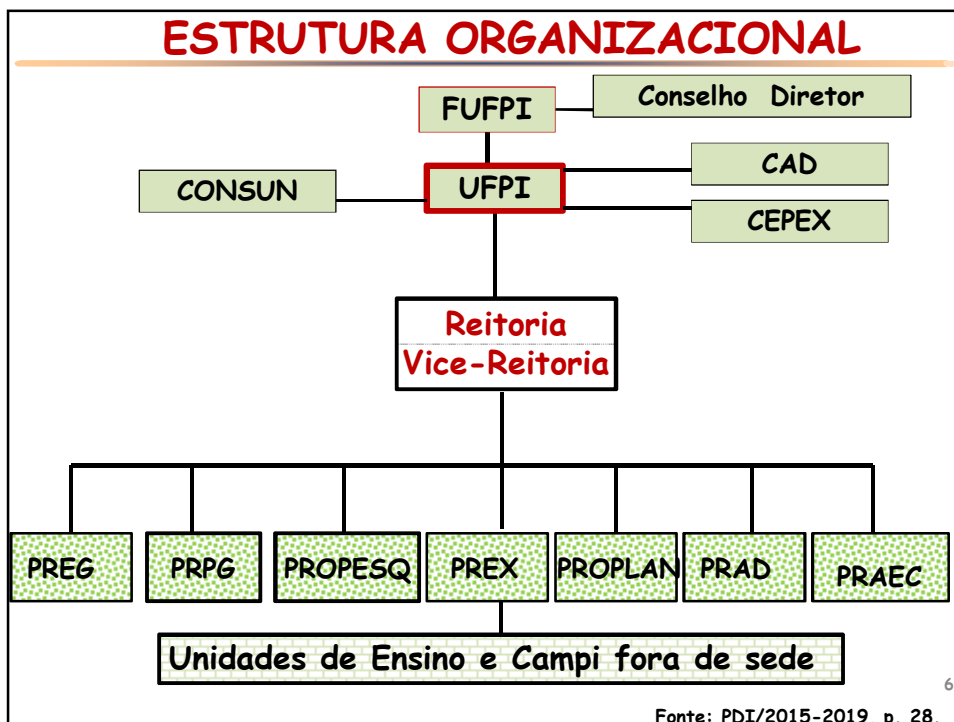 ESTRUTURA ORGANIZACIONAL
FUFPI
Conselho Diretor
UFPI
CONSUN
CAD
CEPEX
Reitoria
Vice-Reitoria
PREG
PRPG
PROPESQ
PREX
PROPLAN
PRAD
PRAEC
Unidades de Ensino e Campi fora de sede
6
Fonte: PDI/2015-2019 p. 28.